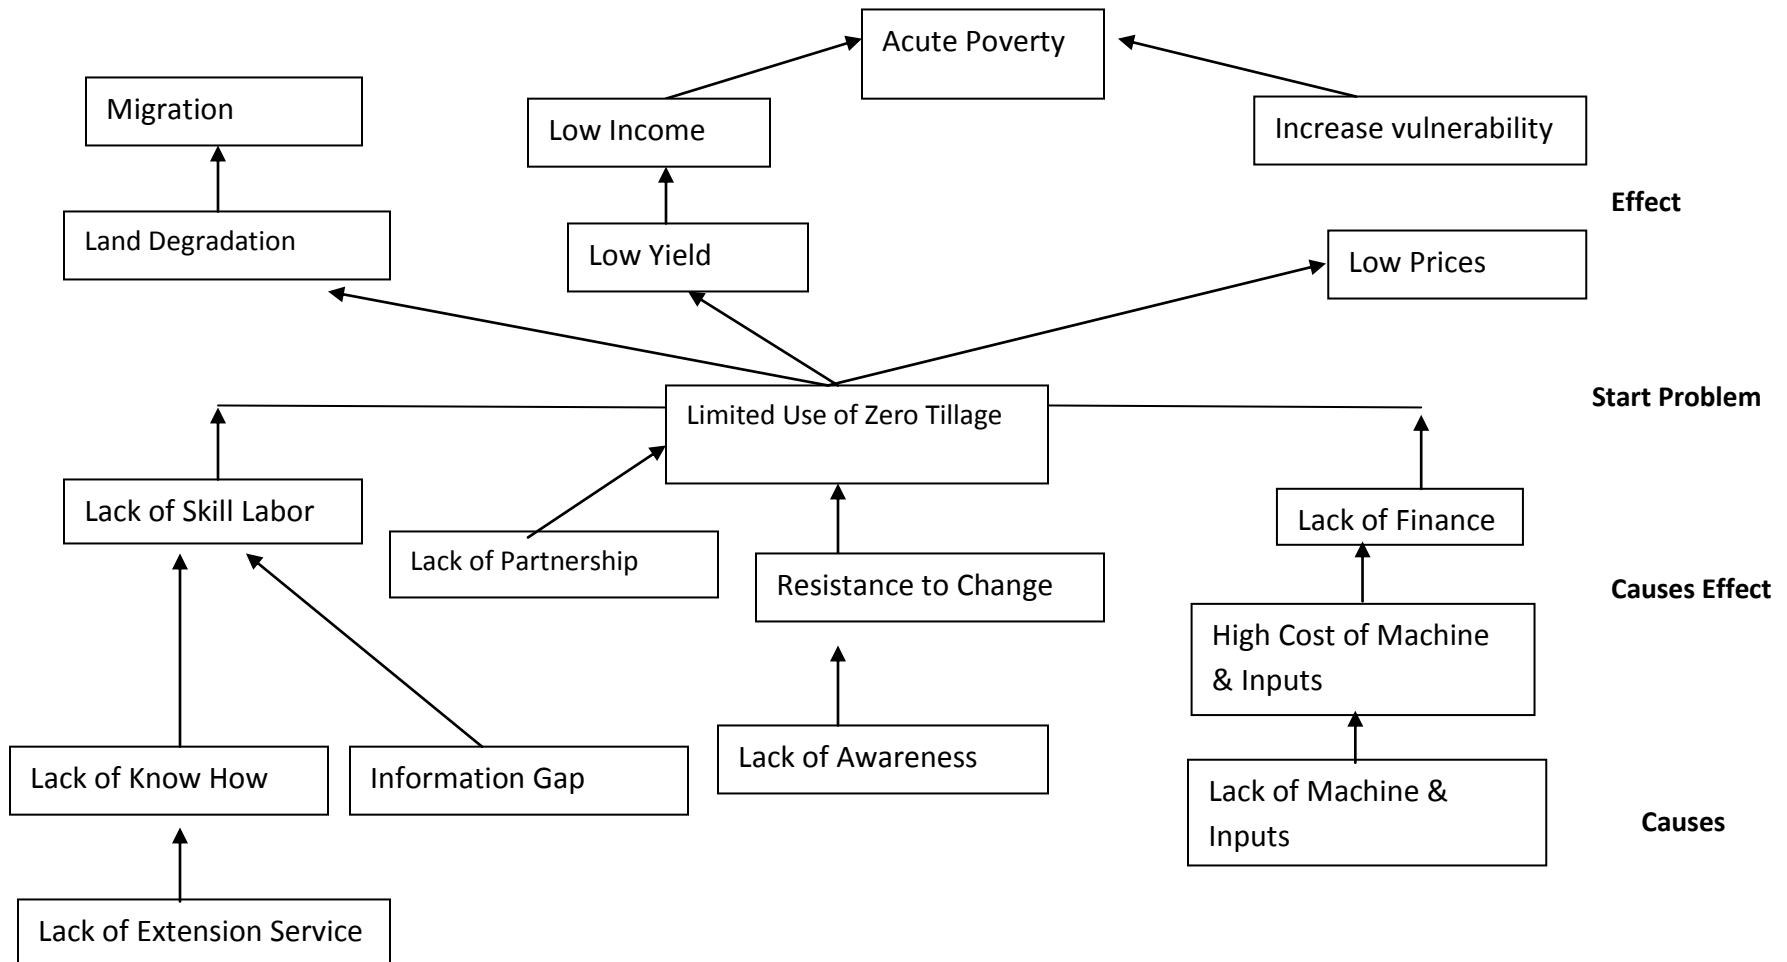 Acute Poverty
Migration
Low Income
Increase vulnerability
Effect
Land Degradation
Low Yield
Low Prices
Start Problem
Limited Use of Zero Tillage
Lack of Skill Labor
Lack of Partnership
Resistance to Change
Lack of Finance
Causes Effect
High Cost of Machine
& Inputs
Lack of Know How
Information Gap
Lack of Awareness
Lack of Machine &
Inputs
Causes
Lack of Extension Service